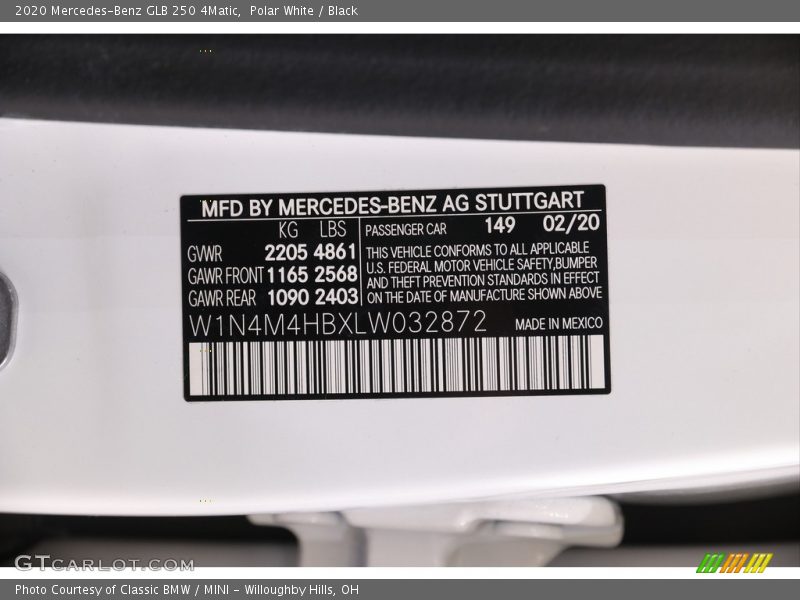 2020 Mercedes-Benz GLB 250 4Matic,  Polar White / Black
MFD BY MERCEDES-BENZ AG STUTTGART
KG LBS
GVWR 2205 4861
GAWR FRONT 1165 2568
GAWR REAR 1090 2403
PASSENGER CAR 149 02/20
THIS VEHICLE CONFORMS TO ALL APPLICABLE
U.S. FEDERAL MOTOR VEHICLE SAFETY,BUMPER
AND THEFT PREVENTION STANDARDS IN EFFECT
ON THE DATE OF MANUFACTURE SHOWN ABOVE
W1N4M4HBXLW032872 MADE IN MEXICO
GTCARLOT.COM
Photo Courtesy of Classic BMW / MINI - Willoughby Hills, OH